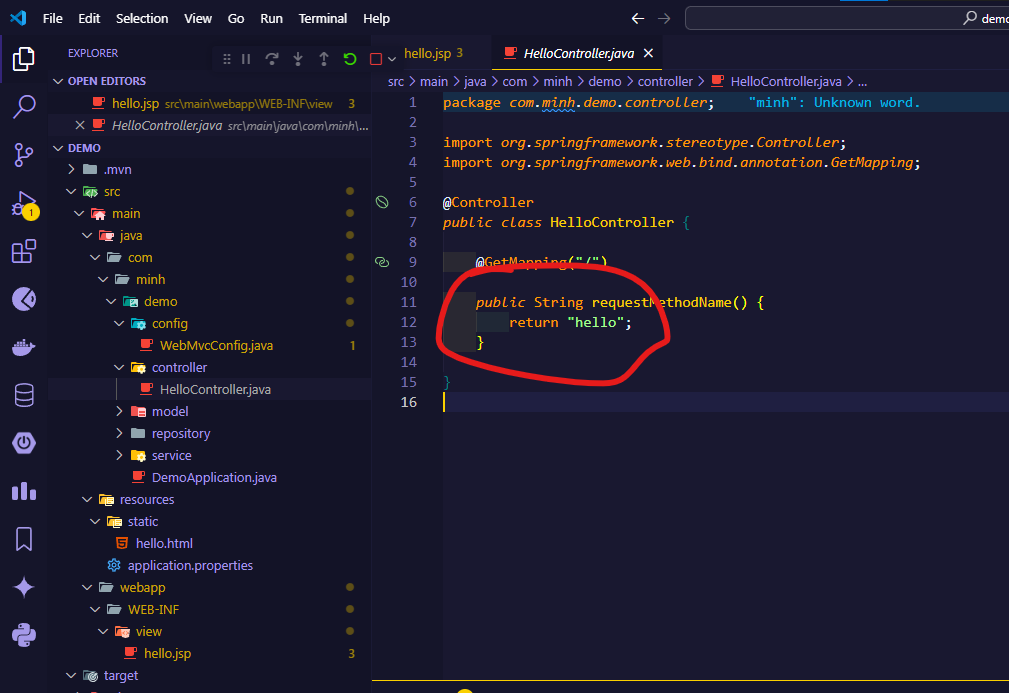 File Edit Selection View Go Run Terminal Help
demo
EXPLORER
OPEN EDITORS
hello.jsp src\main\webapp\WEB-INF\view 3
HelloController.java src\main\java\com\minh\...
DEMO
.mvn
src
main
java
com
minh
demo
config
WebMvcConfig.java 1
controller
HelloController.java
model
repository
service
DemoApplication.java
resources
static
hello.html
application.properties
webapp
WEB-INF
view
hello.jsp 3
target
1
hello.jsp 3
HelloController.java
src > main > java > com > minh > demo > controller > HelloController.java > ...
1 package com.minh.demo.controller; "minh": Unknown word.
2
3 import org.springframework.stereotype.Controller;
4 import org.springframework.web.bind.annotation.GetMapping;
5
6 @Controller
7 public class HelloController {
8
9 @GetMapping("/")
10
11 public String requestMethodName() {
12 return "hello";
13 }
14
15 }
16